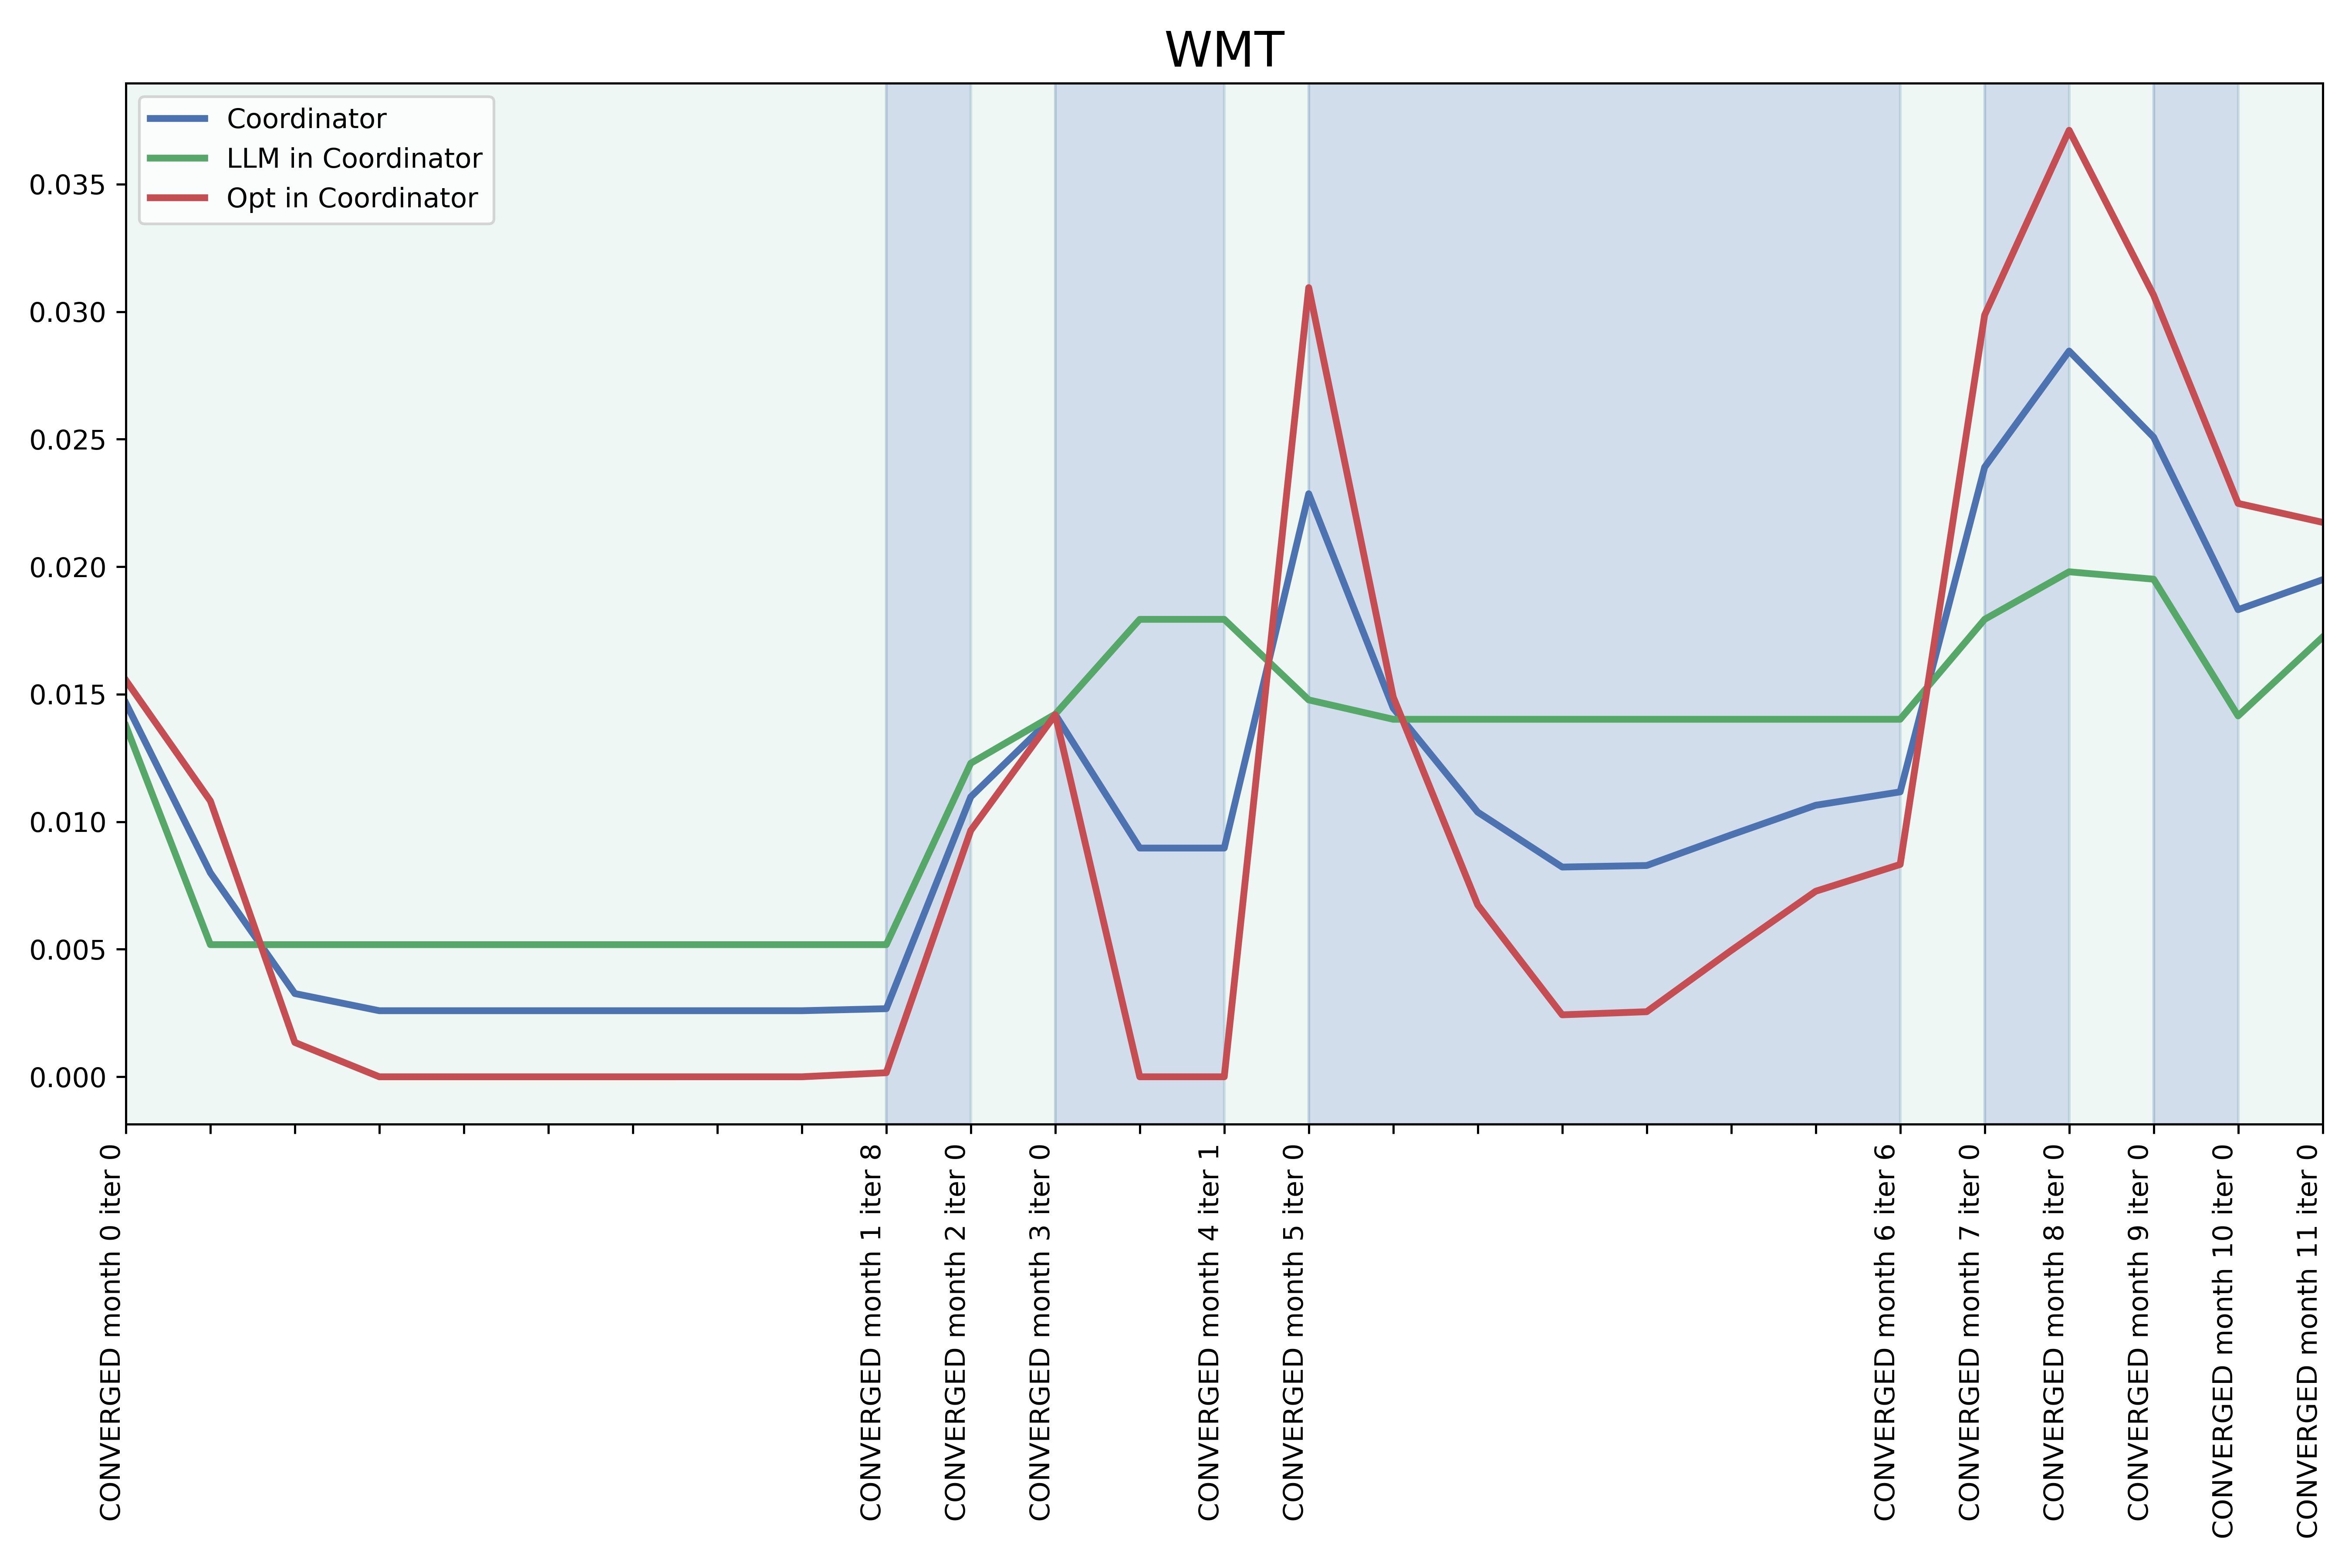 WMT
Coordinator
LLM in Coordinator
Opt in Coordinator
0.035
0.030
0.025
0.020
0.015
0.010
0.005
0.000
CONVERGED month 0 iter 0
CONVERGED month 1 iter 8
CONVERGED month 2 iter 0
CONVERGED month 3 iter 0
CONVERGED month 4 iter 1
CONVERGED month 5 iter 0
CONVERGED month 6 iter 6
CONVERGED month 7 iter 0
CONVERGED month 8 iter 0
CONVERGED month 9 iter 0
CONVERGED month 10 iter 0
CONVERGED month 11 iter 0